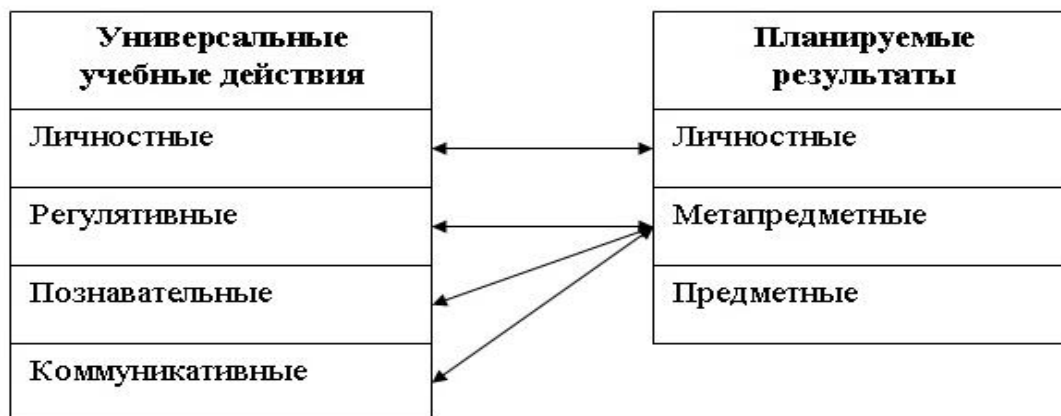 Универсальные
учебные действия
Личностные
Регулятивные
Познавательные
Коммуникативные
Планируемые
результаты
Личностные
Метапредметные
Предметные